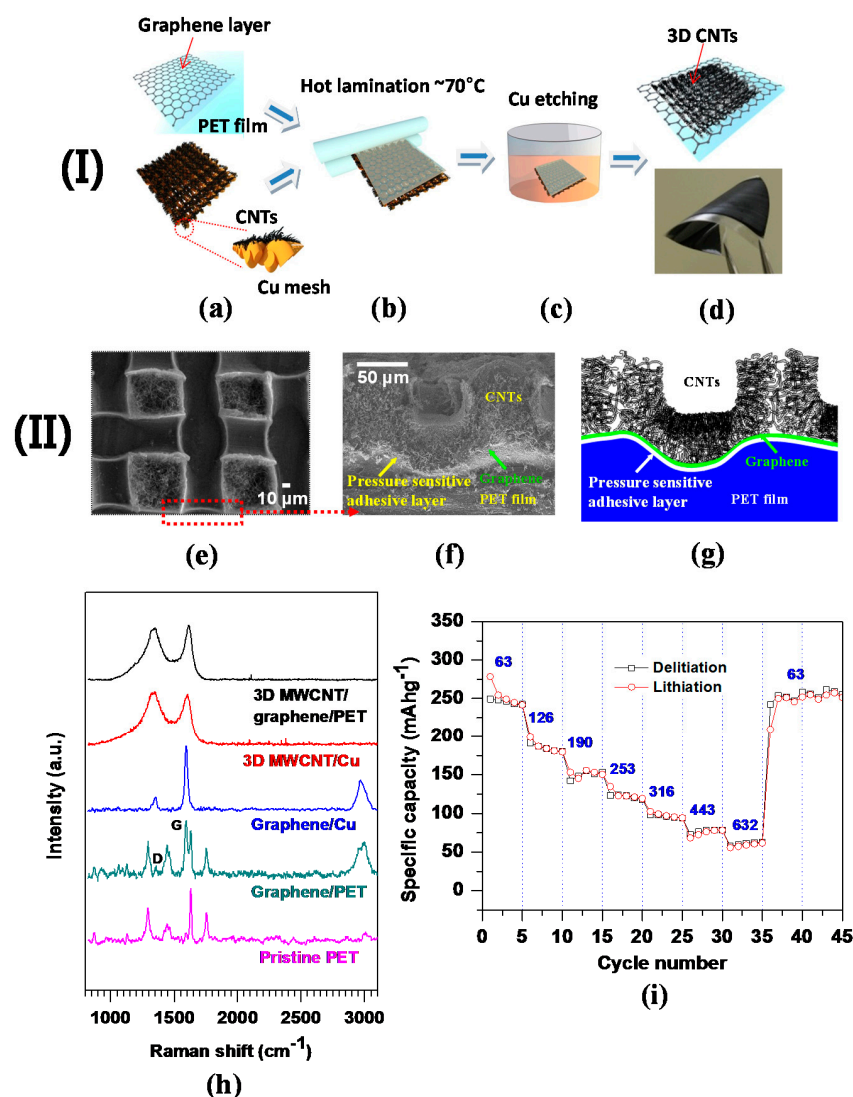 Graphene layer
PET film
CNTs
Cu mesh
Hot lamination ~70°C
Cu etching
3D CNTs
(I)
(a)
(b)
(c)
(d)
(II)
10 µm
50 µm
CNTs
Pressure sensitive
adhesive layer
Graphene
PET film
CNTs
Graphene
Pressure sensitive
adhesive layer
PET film
(e)
(f)
(g)
3D MWCNT/
graphene/PET
3D MWCNT/Cu
Graphene/Cu
G
D
Graphene/PET
Pristine PET
Intensity (a.u.)
1000 1500 2000 2500 3000
Raman shift (cm⁻¹)
(h)
Specific capacity (mAhg⁻¹)
350
300
250
200
150
100
50
0
63
126
190
253
316
443
632
63
Delitiation
Lithiation
0 5 10 15 20 25 30 35 40 45
Cycle number
(i)